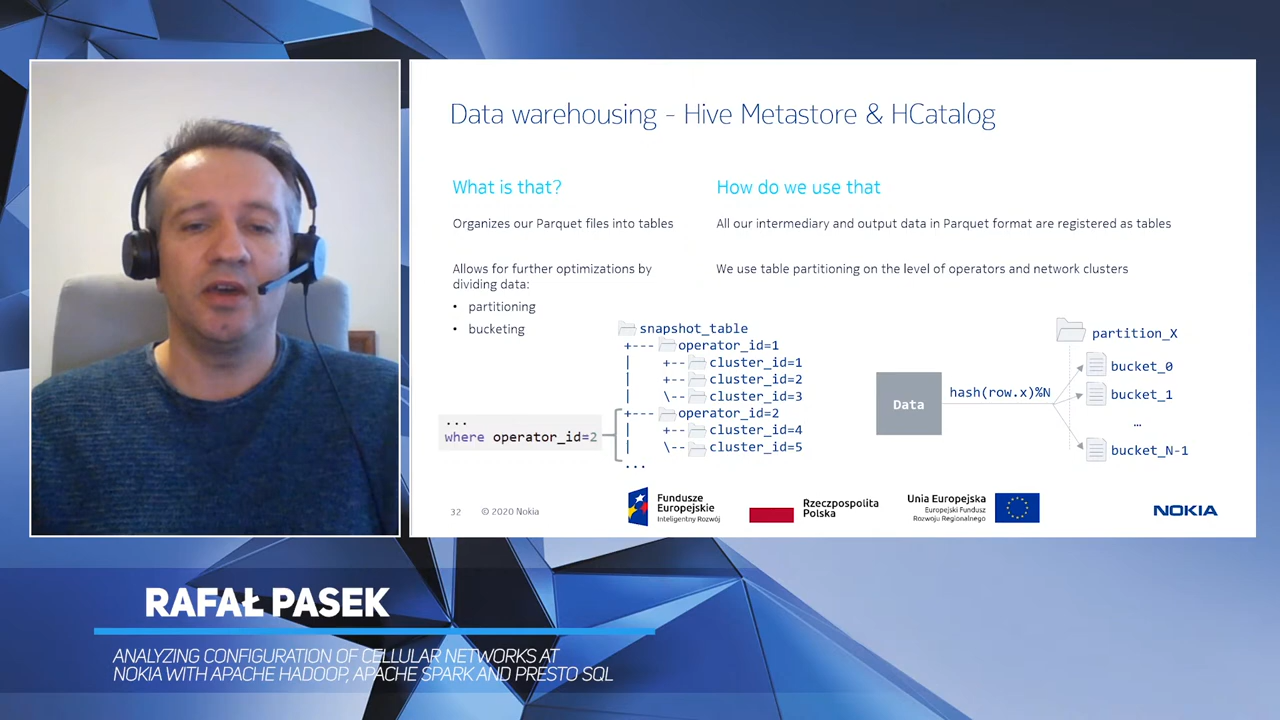 Data warehousing - Hive Metastore & HCatalog
What is that?
Organizes our Parquet files into tables
Allows for further optimizations by
dividing data:
• partitioning
• bucketing
How do we use that
All our intermediary and output data in Parquet format are registered as tables
We use table partitioning on the level of operators and network clusters
...
where operator_id=2
snapshot_table
+--- operator_id=1
| +-- cluster_id=1
| +-- cluster_id=2
| \-- cluster_id=3
+--- operator_id=2
| +-- cluster_id=4
| \-- cluster_id=5
...
Data
hash(row.x)%N
partition_X
bucket_0
bucket_1
…
bucket_N-1
32 © 2020 Nokia
Fundusze
Europejskie
Inteligentny Rozwój
Rzeczpospolita
Polska
Unia Europejska
Europejski Fundusz
Rozwoju Regionalnego
NOKIA
RAFAŁ PASEK
ANALYZING CONFIGURATION OF CELLULAR NETWORKS AT
NOKIA WITH APACHE HADOOP, APACHE SPARK AND PRESTO SQL